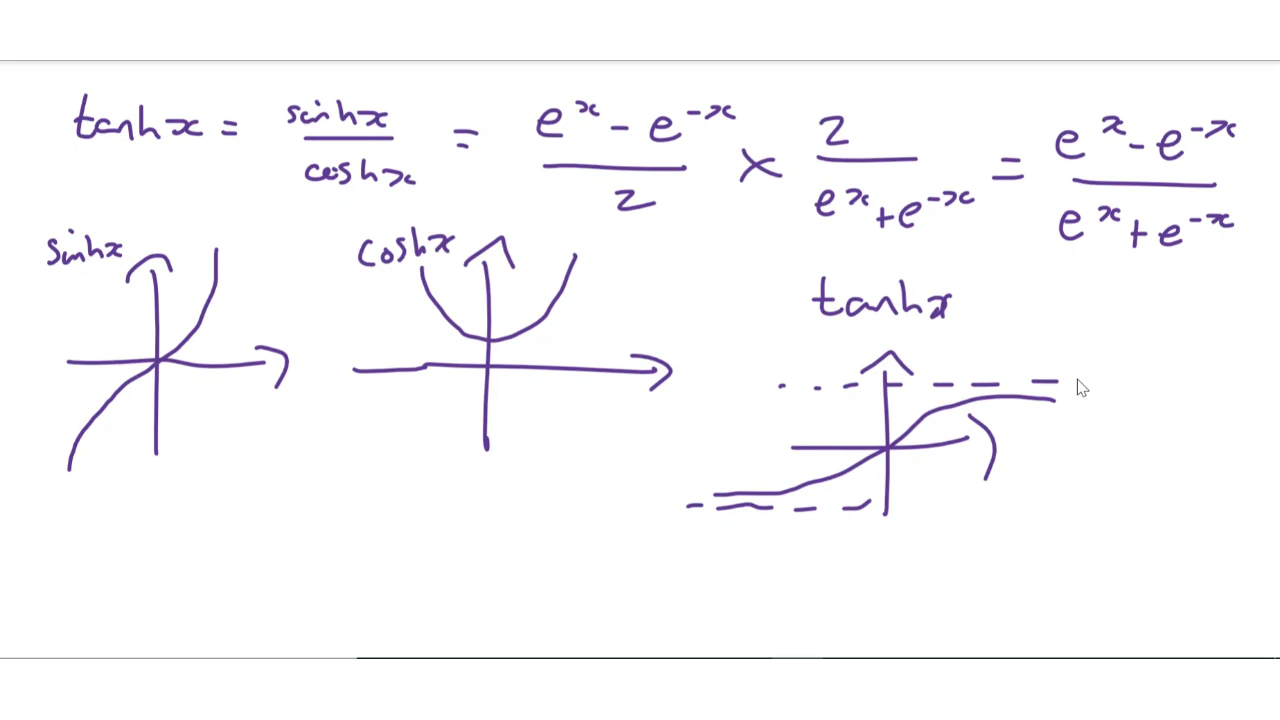 tanhx = sinhx/coshx = (e^x - e^-x)/2 × 2/(e^x + e^-x) = (e^x - e^-x)/(e^x + e^-x)
sinhx coshx
tanhx